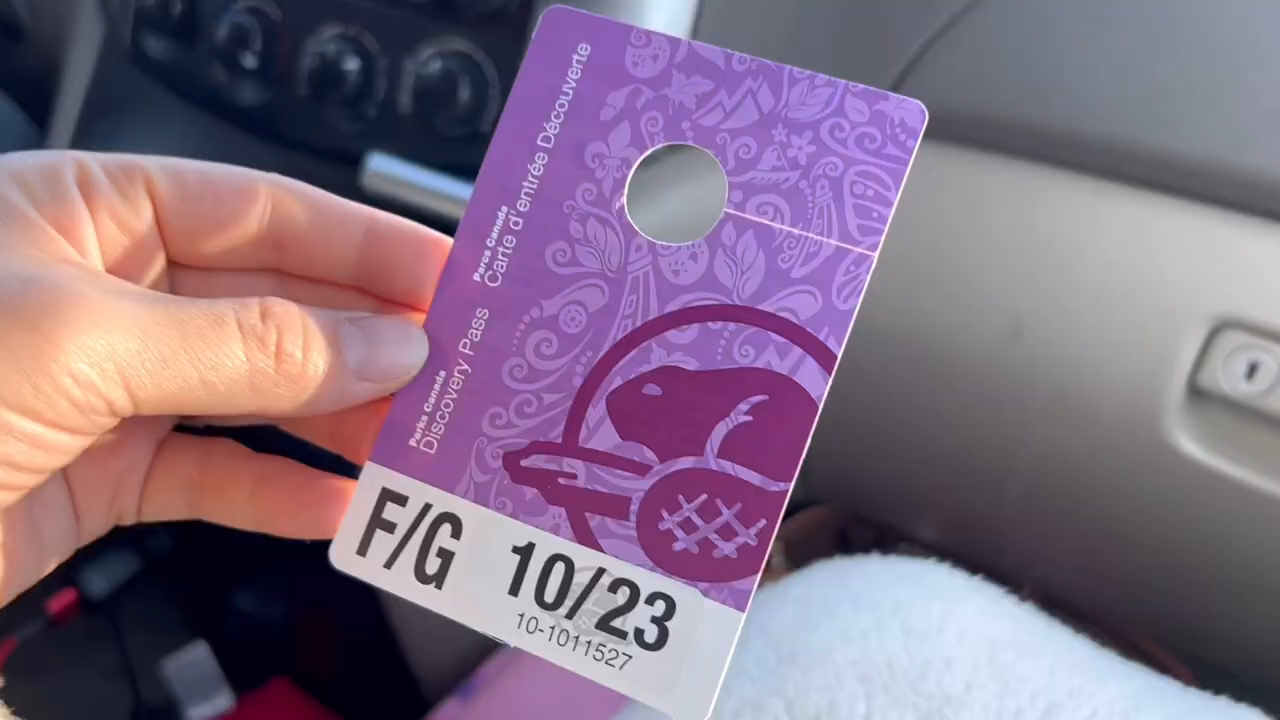 Parks Canada
Discovery Pass
Parcs Canada
Carte d'entrée Découverte
F/G
10/23
10-1011527